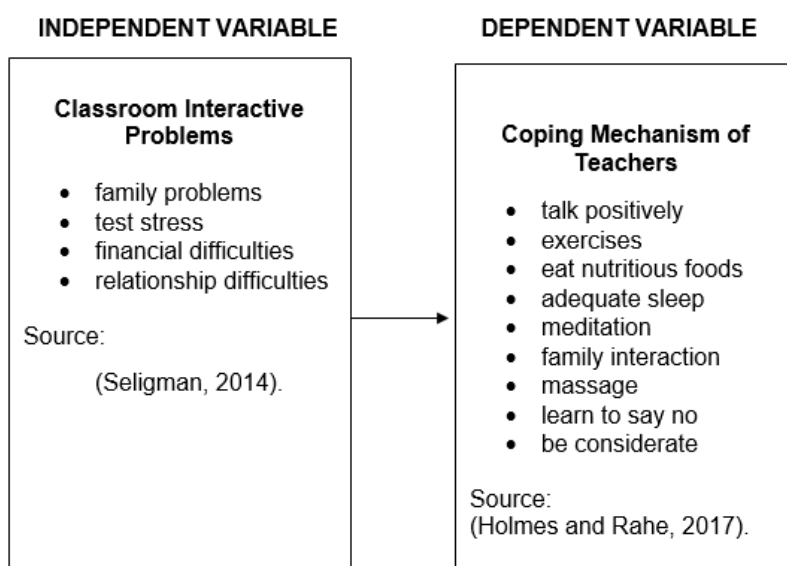 INDEPENDENT VARIABLE
Classroom Interactive
Problems
• family problems
• test stress
• financial difficulties
• relationship difficulties
Source:
(Seligman, 2014).
DEPENDENT VARIABLE
Coping Mechanism of
Teachers
• talk positively
• exercises
• eat nutritious foods
• adequate sleep
• meditation
• family interaction
• massage
• learn to say no
• be considerate
Source:
(Holmes and Rahe, 2017).